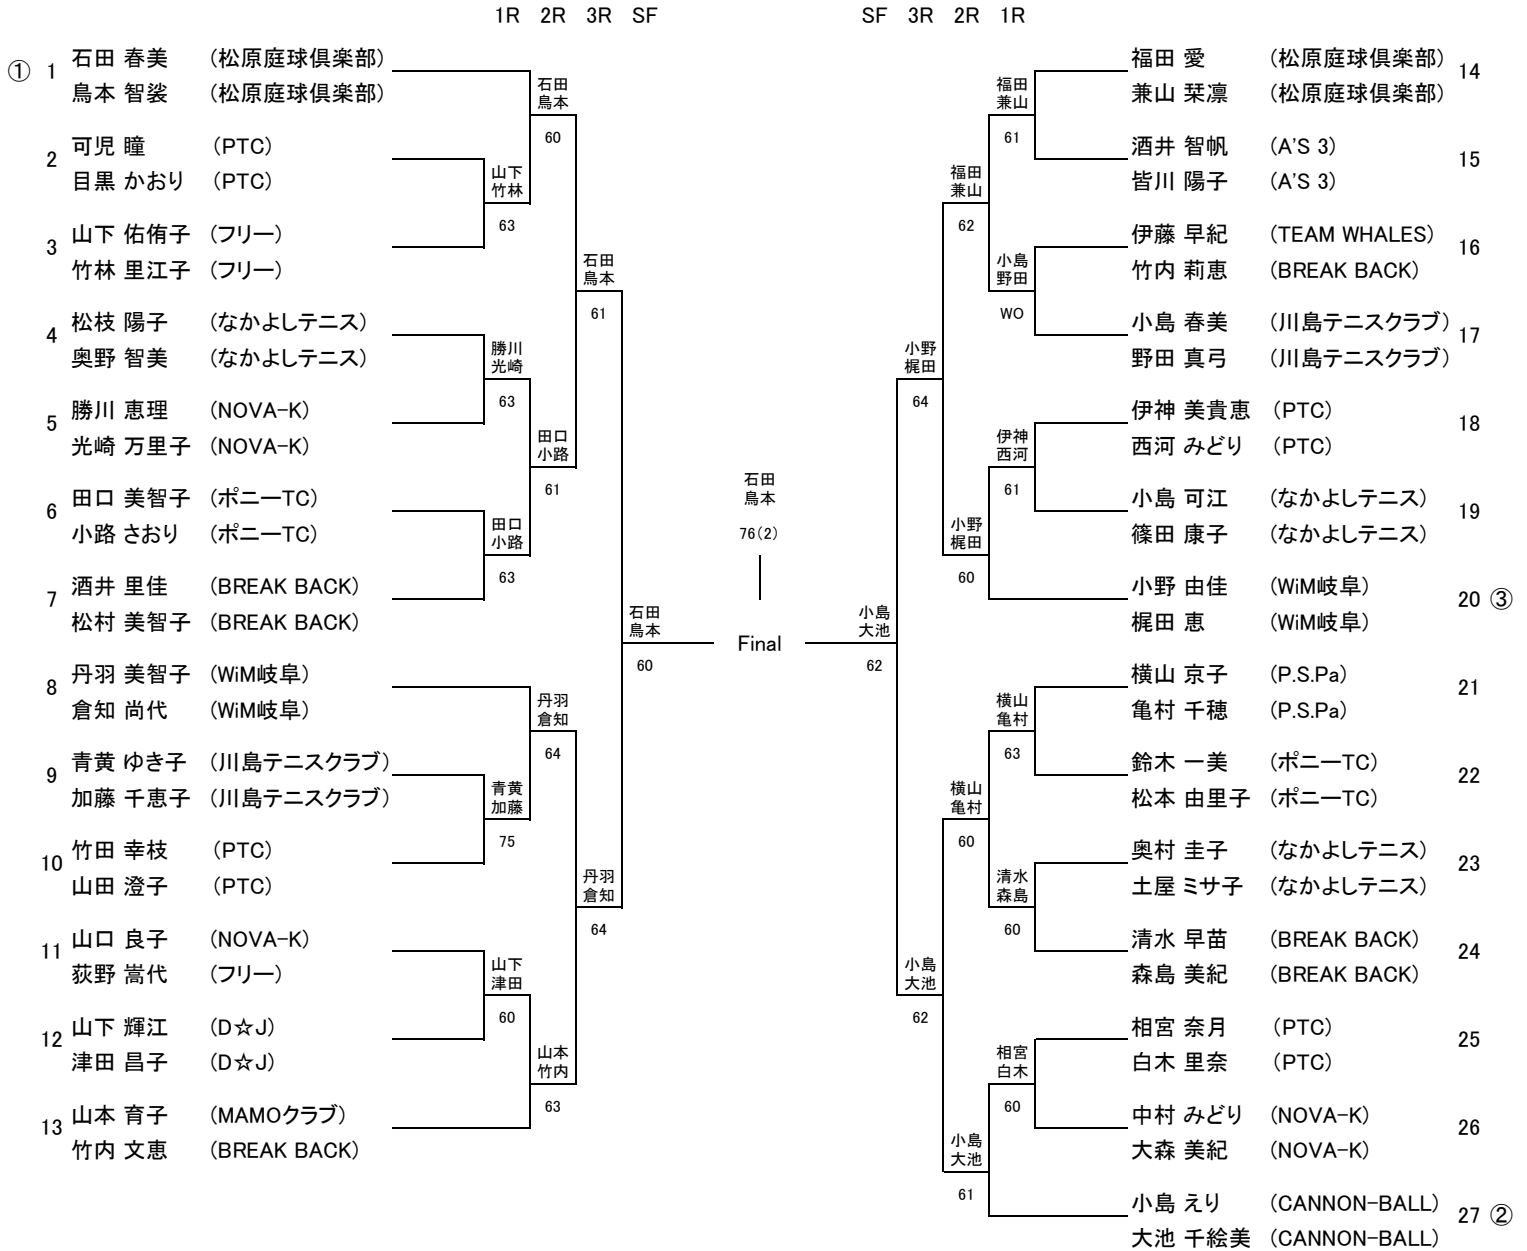 1R 2R 3R SF
SF 3R 2R 1R
① 1 石田 春美 (松原庭球倶楽部)
鳥本 智裟 (松原庭球倶楽部)
2 可児 瞳 (PTC)
目黒 かおり (PTC)
3 山下 佑侑子 (フリー)
竹林 里江子 (フリー)
4 松枝 陽子 (なかよしテニス)
奥野 智美 (なかよしテニス)
5 勝川 恵理 (NOVA-K)
光崎 万里子 (NOVA-K)
6 田口 美智子 (ポニーTC)
小路 さおり (ポニーTC)
7 酒井 里佳 (BREAK BACK)
松村 美智子 (BREAK BACK)
8 丹羽 美智子 (WiM岐阜)
倉知 尚代 (WiM岐阜)
9 青黄 ゆき子 (川島テニスクラブ)
加藤 千恵子 (川島テニスクラブ)
10 竹田 幸枝 (PTC)
山田 澄子 (PTC)
11 山口 良子 (NOVA-K)
荻野 嵩代 (フリー)
12 山下 輝江 (D☆J)
津田 昌子 (D☆J)
13 山本 育子 (MAMOクラブ)
竹内 文恵 (BREAK BACK)
山下
竹林
63
勝川
光崎
63
田口
小路
63
青黄
加藤
75
山下
津田
60
石田
鳥本
60
田口
小路
61
丹羽
倉知
64
山本
竹内
63
石田
鳥本
61
丹羽
倉知
64
石田
鳥本
60
石田
鳥本
76(2)
Final
小島
大池
62
小野
梶田
64
小島
大池
62
福田
兼山
62
小野
梶田
60
横山
亀村
60
小島
大池
61
福田
兼山
61
小島
野田
WO
伊神
西河
61
横山
亀村
63
清水
森島
60
相宮
白木
60
福田 愛 (松原庭球倶楽部) 14
兼山 栞凛 (松原庭球倶楽部)
酒井 智帆 (A'S 3) 15
皆川 陽子 (A'S 3)
伊藤 早紀 (TEAM WHALES) 16
竹内 莉恵 (BREAK BACK)
小島 春美 (川島テニスクラブ) 17
野田 真弓 (川島テニスクラブ)
伊神 美貴恵 (PTC) 18
西河 みどり (PTC)
小島 可江 (なかよしテニス) 19
篠田 康子 (なかよしテニス)
小野 由佳 (WiM岐阜) 20 ③
梶田 恵 (WiM岐阜)
横山 京子 (P.S.Pa) 21
亀村 千穂 (P.S.Pa)
鈴木 一美 (ポニーTC) 22
松本 由里子 (ポニーTC)
奥村 圭子 (なかよしテニス) 23
土屋 ミサ子 (なかよしテニス)
清水 早苗 (BREAK BACK) 24
森島 美紀 (BREAK BACK)
相宮 奈月 (PTC) 25
白木 里奈 (PTC)
中村 みどり (NOVA-K) 26
大森 美紀 (NOVA-K)
小島 えり (CANNON-BALL) 27 ②
大池 千絵美 (CANNON-BALL)